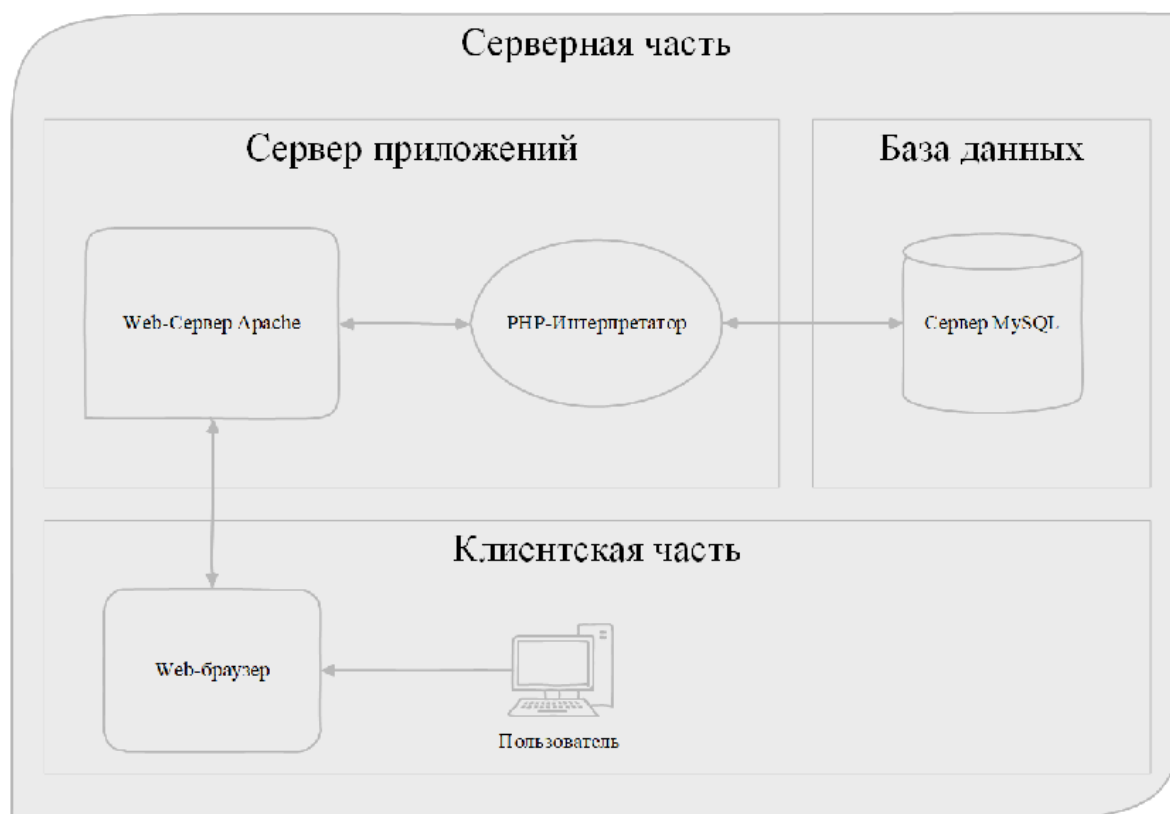 Серверная часть
Сервер приложений
База данных
Web-Сервер Apache
PHP-Интерпретатор
Сервер MySQL
Клиентская часть
Web-браузер
Пользователь